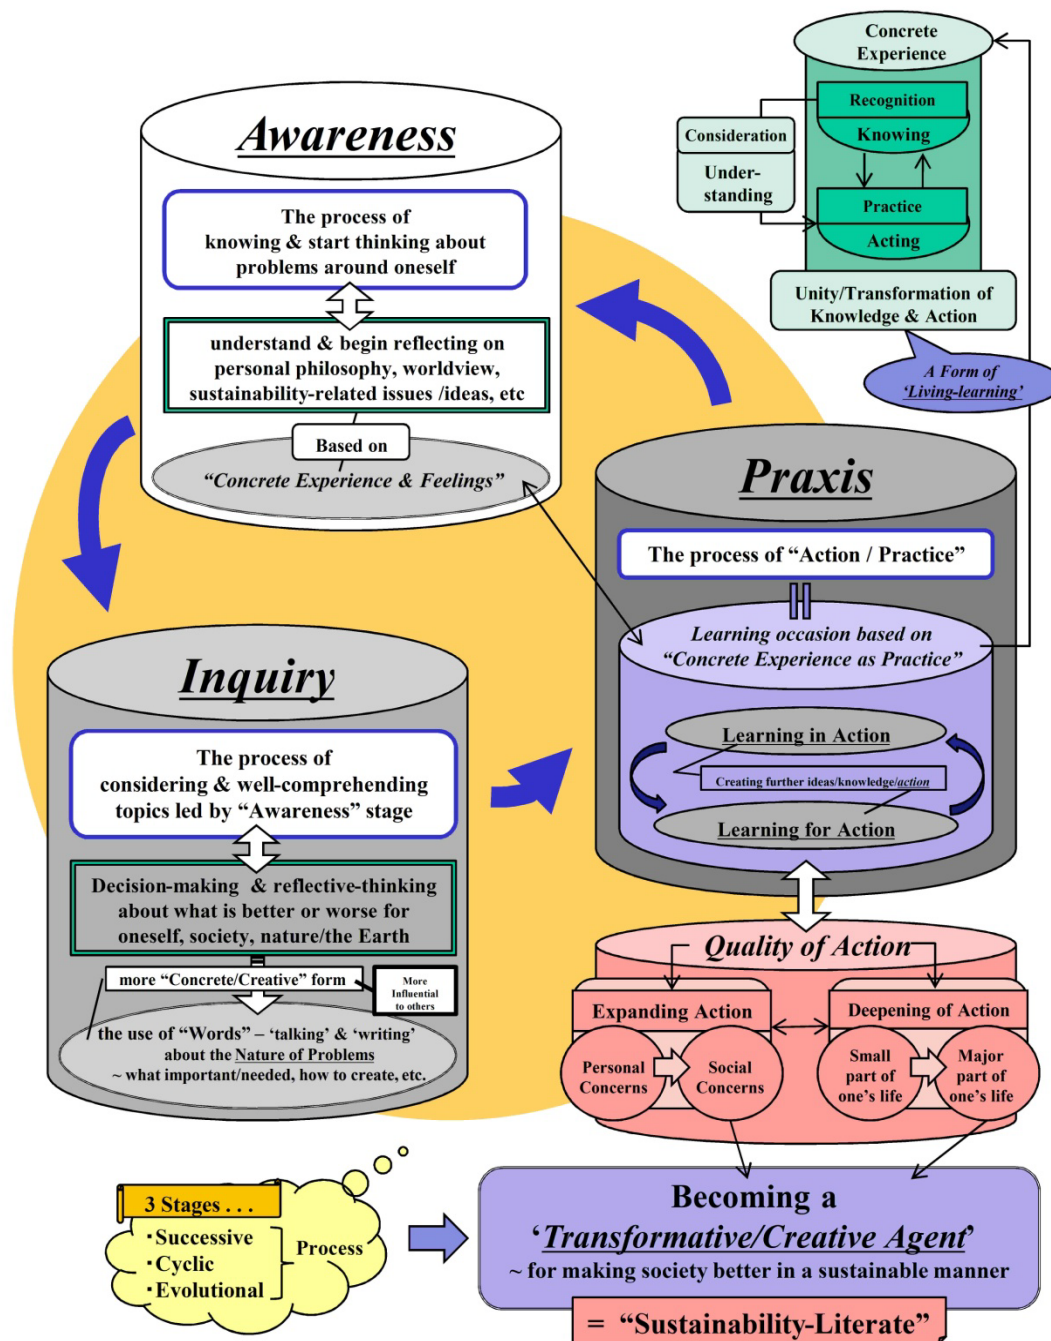 Concrete
Experience
Recognition
Knowing
Consideration
Under-
standing
Practice
Acting
Unity/Transformation of
Knowledge & Action
A Form of
‘Living-learning’
Awareness
The process of
knowing & start thinking about
problems around oneself
understand & begin reflecting on
personal philosophy, worldview,
sustainability-related issues /ideas, etc
Based on
“Concrete Experience & Feelings”
Praxis
The process of “Action / Practice”
Learning occasion based on
“Concrete Experience as Practice”
Learning in Action
Creating further ideas/knowledge/action
Learning for Action
Inquiry
The process of
considering & well-comprehending
topics led by “Awareness” stage
Decision-making & reflective-thinking
about what is better or worse for
oneself, society, nature/the Earth
more “Concrete/Creative” form
More
Influential
to others
the use of “Words” – ‘talking’ & ‘writing’
about the Nature of Problems
~ what important/needed, how to create, etc.
Quality of Action
Expanding Action
Deepening of Action
Personal
Concerns
Social
Concerns
Small
part of
one’s life
Major
part of
one’s life
3 Stages . . .
・Successive
・Cyclic
・Evolutional
Process
Becoming a
‘Transformative/Creative Agent’
~ for making society better in a sustainable manner
= “Sustainability-Literate”